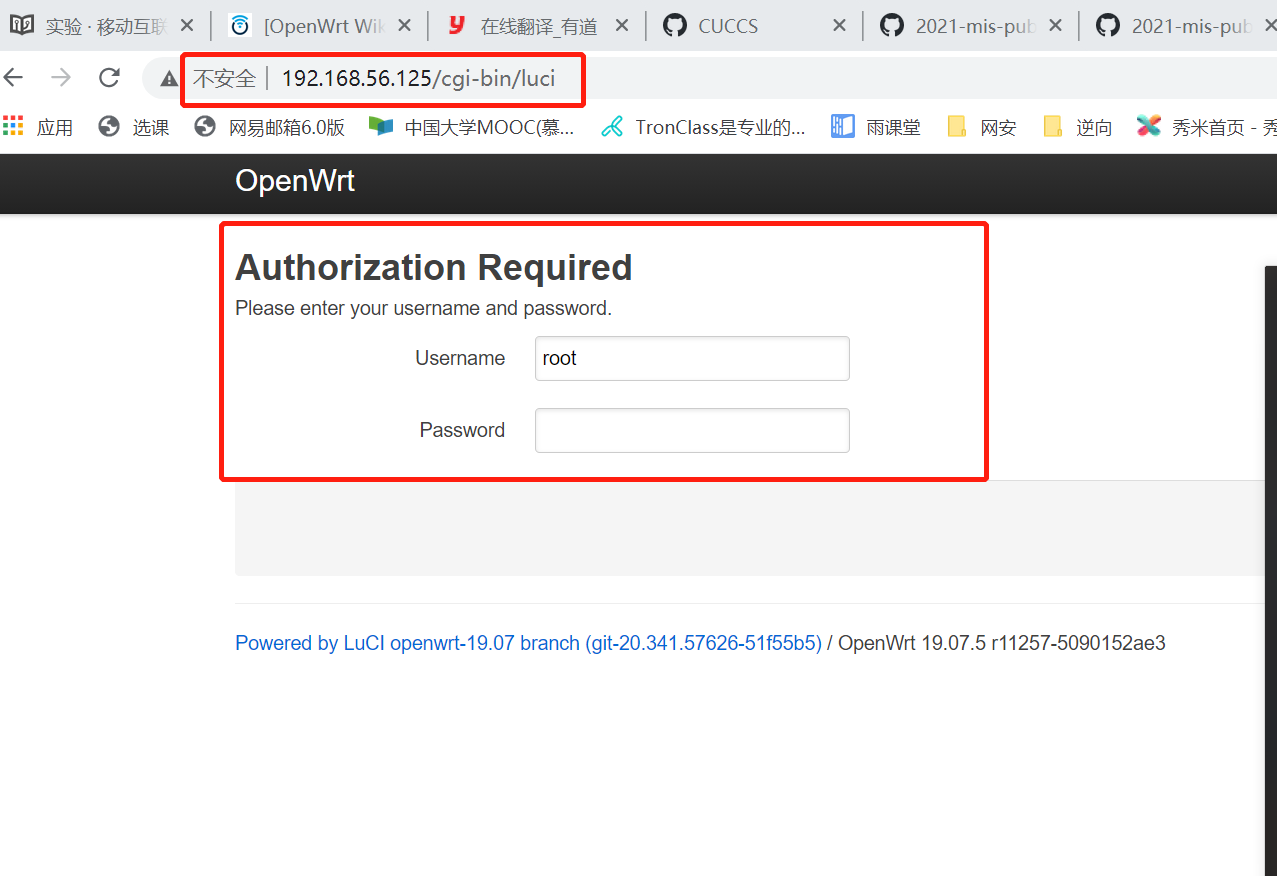 实验 · 移动互联
[OpenWrt Wik
在线翻译_有道
CUCCS
2021-mis-pub
2021-mis-pub
不安全 192.168.56.125/cgi-bin/luci
应用 选课 网易邮箱6.0版 中国大学MOOC(慕... TronClass是专业的... 雨课堂 网安 逆向 秀米首页 - 秀
OpenWrt
Authorization Required
Please enter your username and password.
Username root
Password
Powered by LuCI openwrt-19.07 branch (git-20.341.57626-51f55b5) / OpenWrt 19.07.5 r11257-5090152ae3